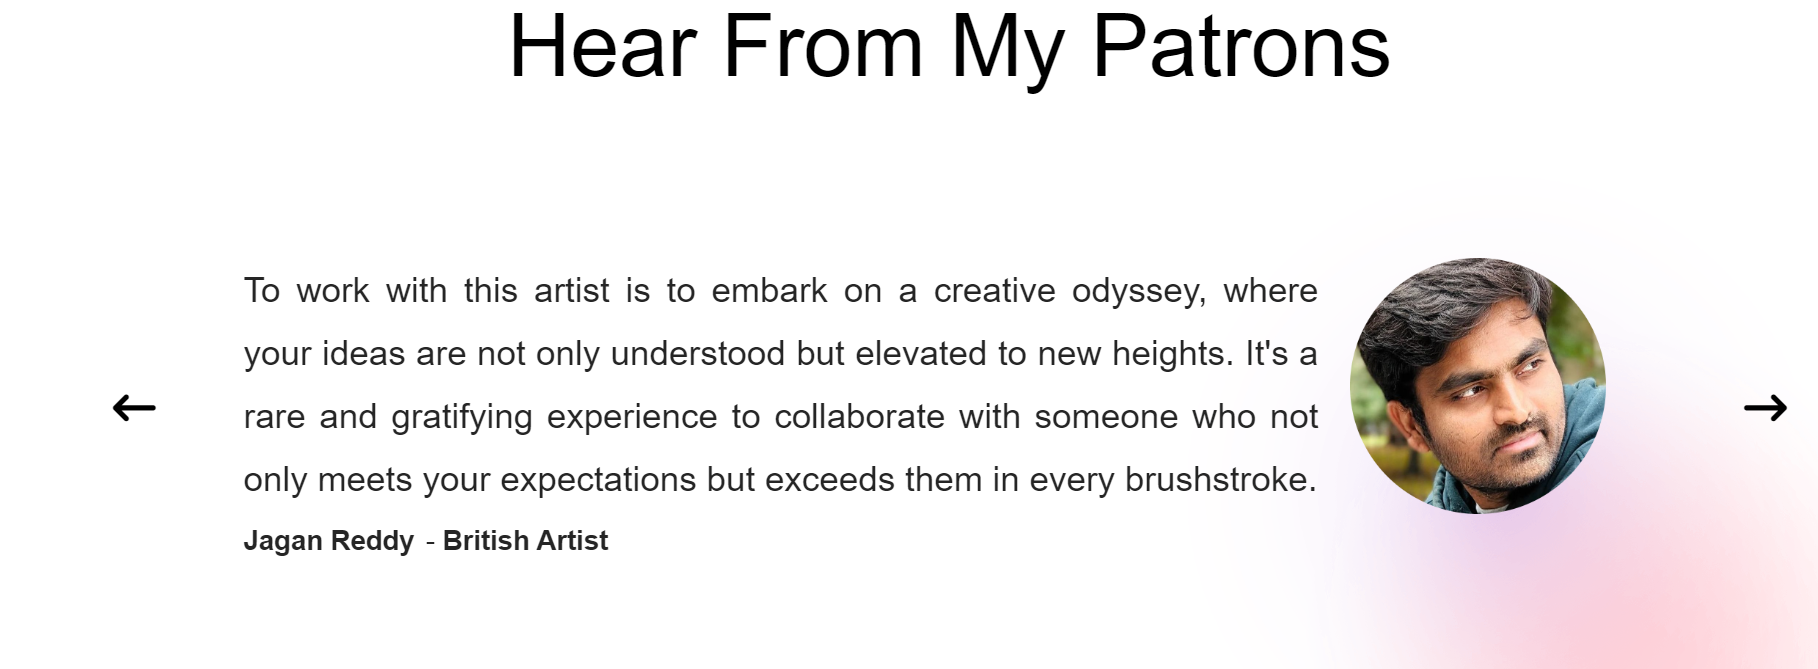 Hear From My Patrons
To work with this artist is to embark on a creative odyssey, where
your ideas are not only understood but elevated to new heights. It's a
rare and gratifying experience to collaborate with someone who not
only meets your expectations but exceeds them in every brushstroke.
Jagan Reddy - British Artist